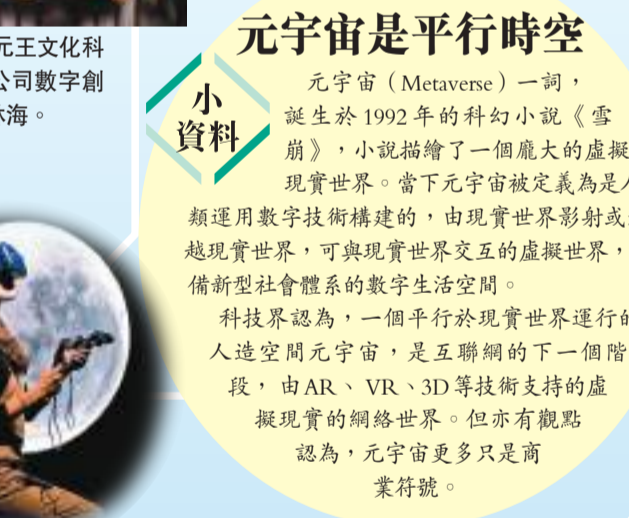 元王文化科
公司數字創
林海。
元宇宙是平行時空
小
資料
元宇宙（Metaverse）一詞，
誕生於1992年的科幻小說《雪
崩》，小說描繪了一個龐大的虛擬
現實世界。當下元宇宙被定義為是人
類運用數字技術構建的，由現實世界影射或
越現實世界，可與現實世界交互的虛擬世界，
備新型社會體系的數字生活空間。
科技界認為，一個平行於現實世界運行的
人造空間元宇宙，是互聯網的下一個階
段，由AR、VR、3D等技術支持的虛
擬現實的網絡世界。但亦有觀點
認為，元宇宙更多只是商
業符號。